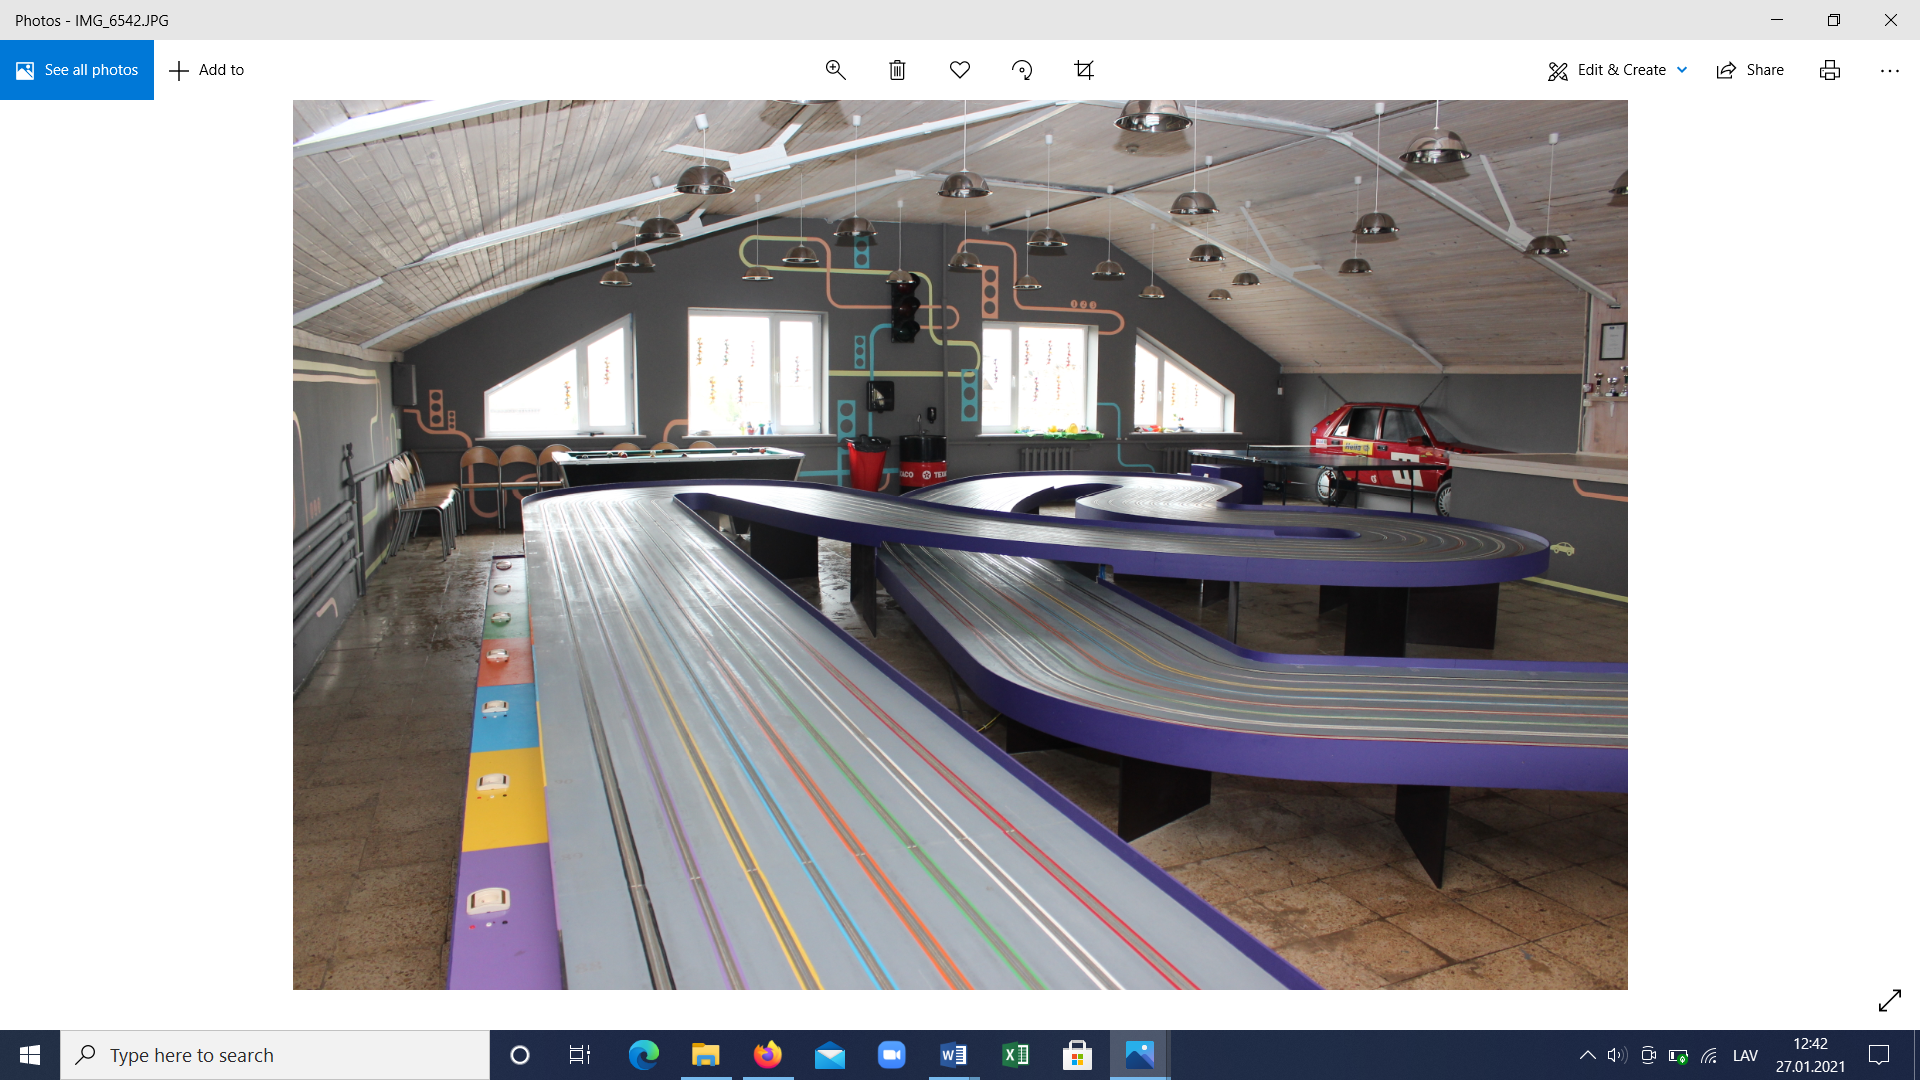 Photos - IMG_6542.JPG
See all photos
Add to
Edit & Create
Share
TEXACO
Type here to search
LAV
12:42
27.01.2021